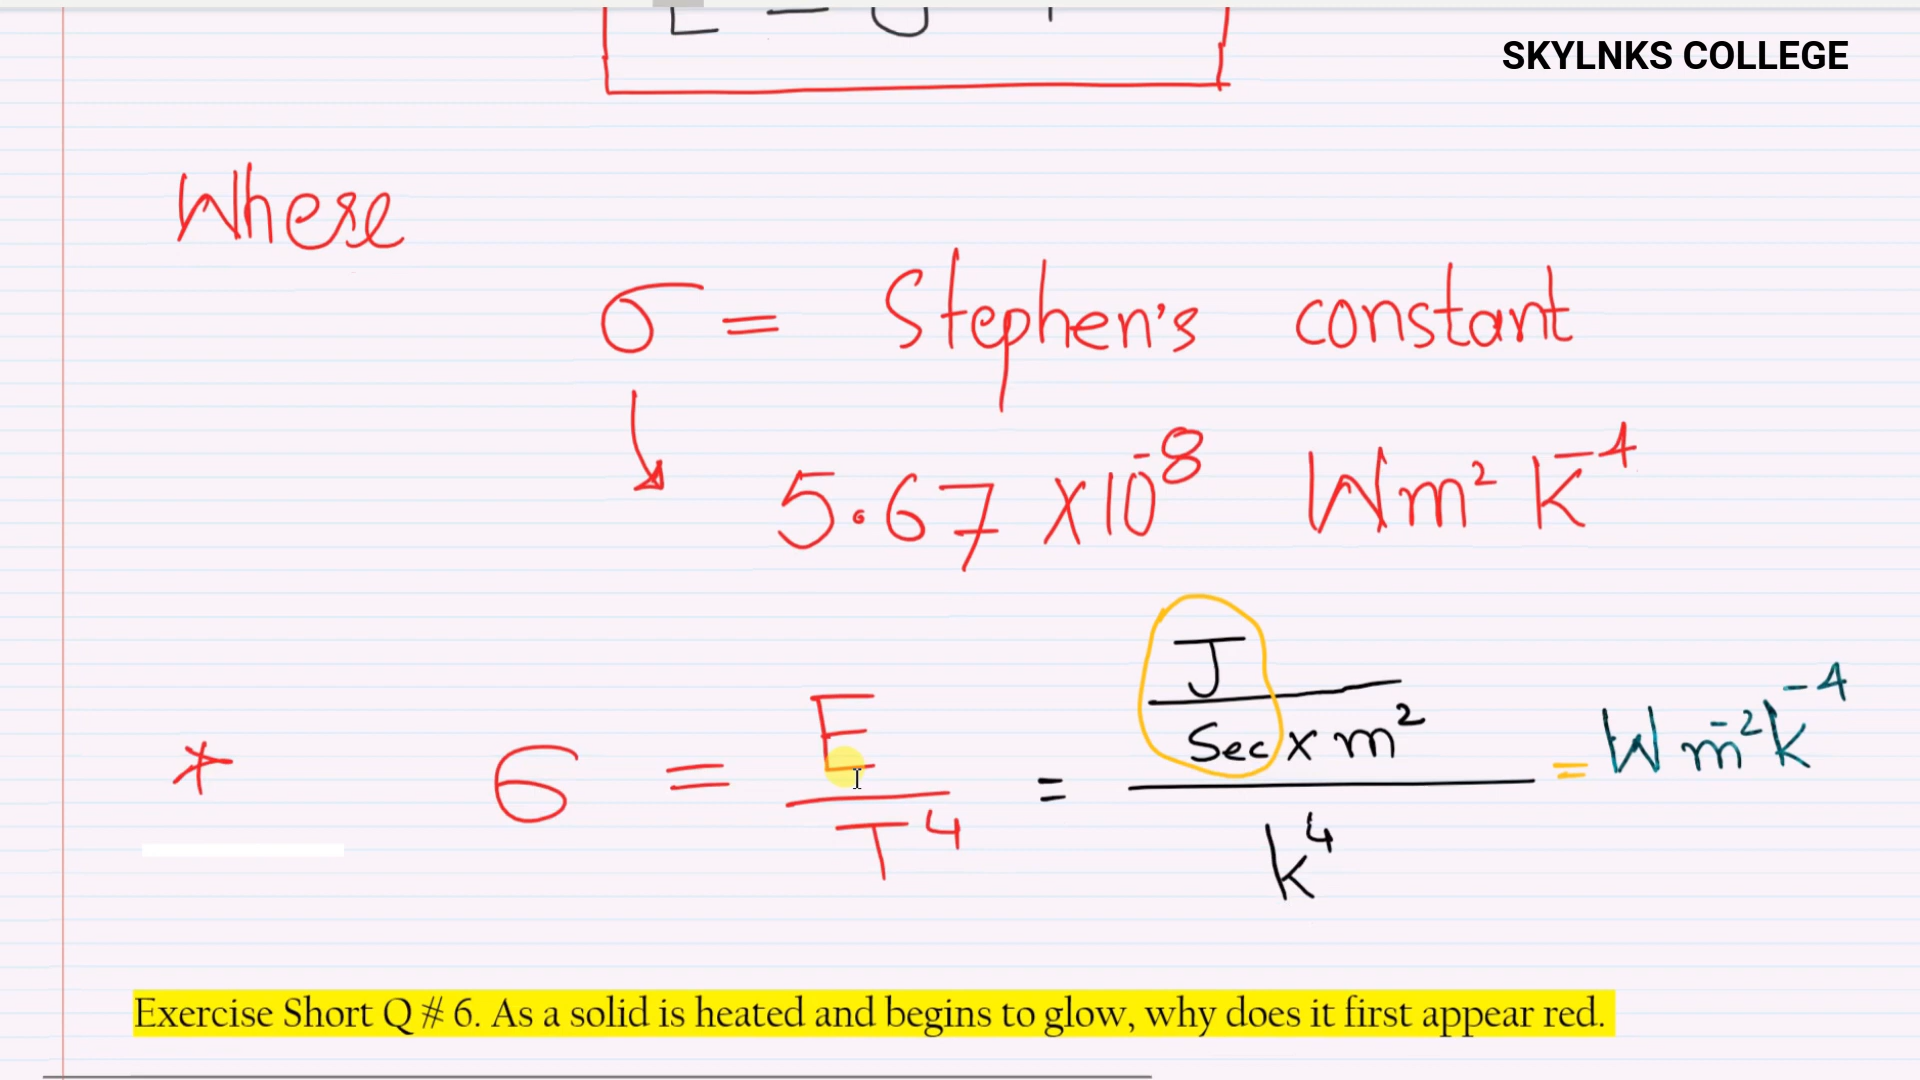 SKYLNKS COLLEGE
Where
σ = Stephen's constant
5.67 ×10⁻⁸ Wm² K⁻⁴
* σ = E / T⁴ = (J / Sec × m²) / k⁴ = W m⁻² k⁻⁴
Exercise Short Q # 6. As a solid is heated and begins to glow, why does it first appear red.